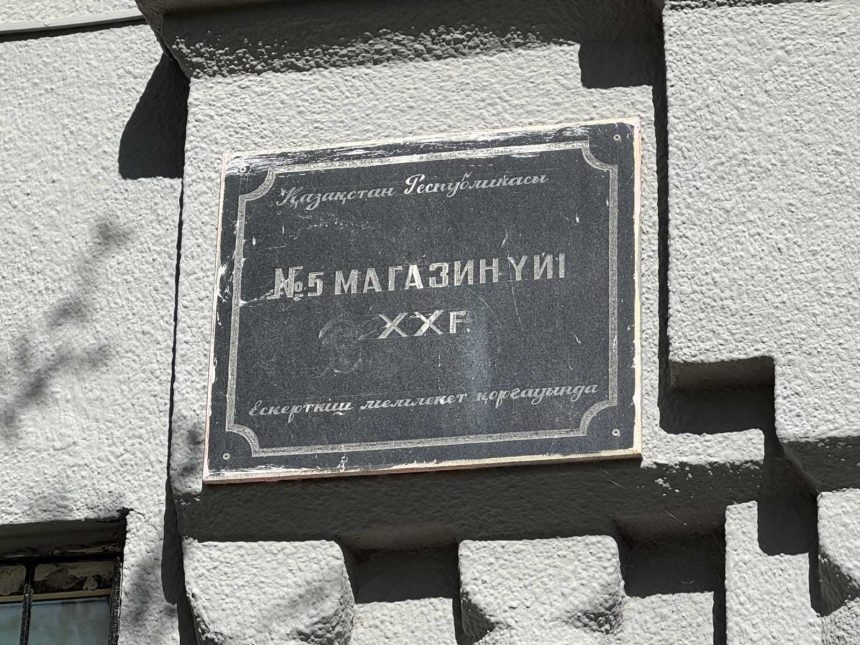 Қазақстан Республикасы
№5 МАГАЗИН ҮЙІ
XX Ғ.
Ескерткіш мемлекет қорғауында